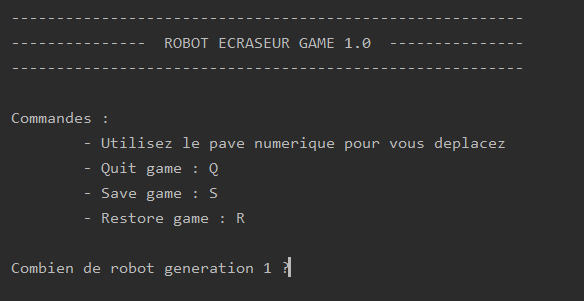 ---------------------------------------------------------
---------------  ROBOT ECRASEUR GAME 1.0  ---------------
---------------------------------------------------------
Commandes :
- Utilisez le pave numerique pour vous deplacez
- Quit game : Q
- Save game : S
- Restore game : R
Combien de robot generation 1 ?